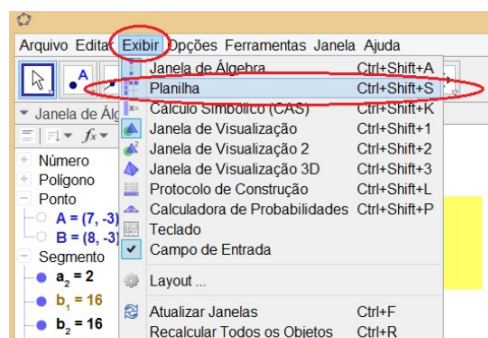 Arquivo Editar Exibir Opções Ferramentas Janela Ajuda
A
Janela de Álgebra Ctrl+Shift+A
Planilha Ctrl+Shift+S
Cálculo Simbólico (CAS) Ctrl+Shift+K
Janela de Visualização Ctrl+Shift+1
Janela de Visualização 2 Ctrl+Shift+2
Janela de Visualização 3D Ctrl+Shift+3
Protocolo de Construção Ctrl+Shift+L
Calculadora de Probabilidades Ctrl+Shift+P
Teclado
Campo de Entrada
Layout ...
Atualizar Janelas Ctrl+F
Recalcular Todos os Objetos Ctrl+R
Janela de Álg
fx
Número
Polígono
Ponto
A = (7, -3)
B = (8, -3)
Segmento
a₂ = 2
b₁ = 16
b₂ = 16